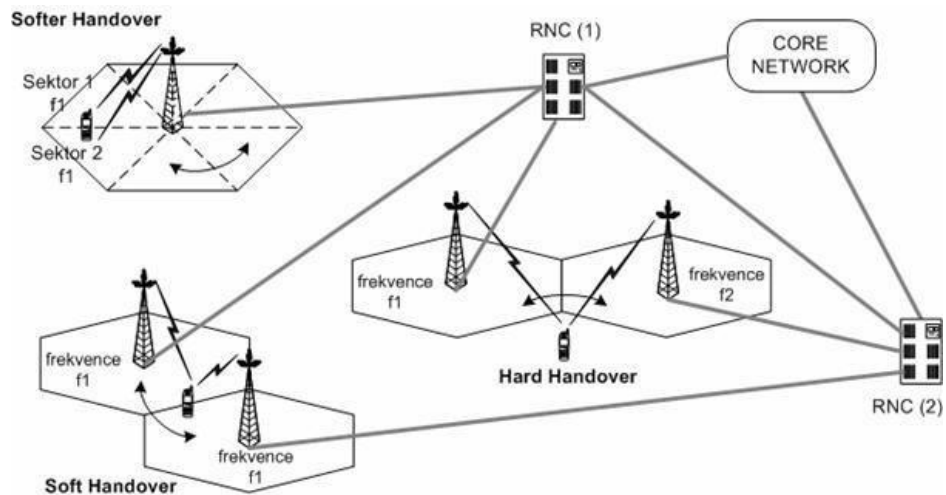 Softer Handover
Sektor 1
f1
Sektor 2
f1
RNC (1)
CORE
NETWORK
frekvence
f1
frekvence
f2
Hard Handover
RNC (2)
frekvence
f1
frekvence
f1
Soft Handover